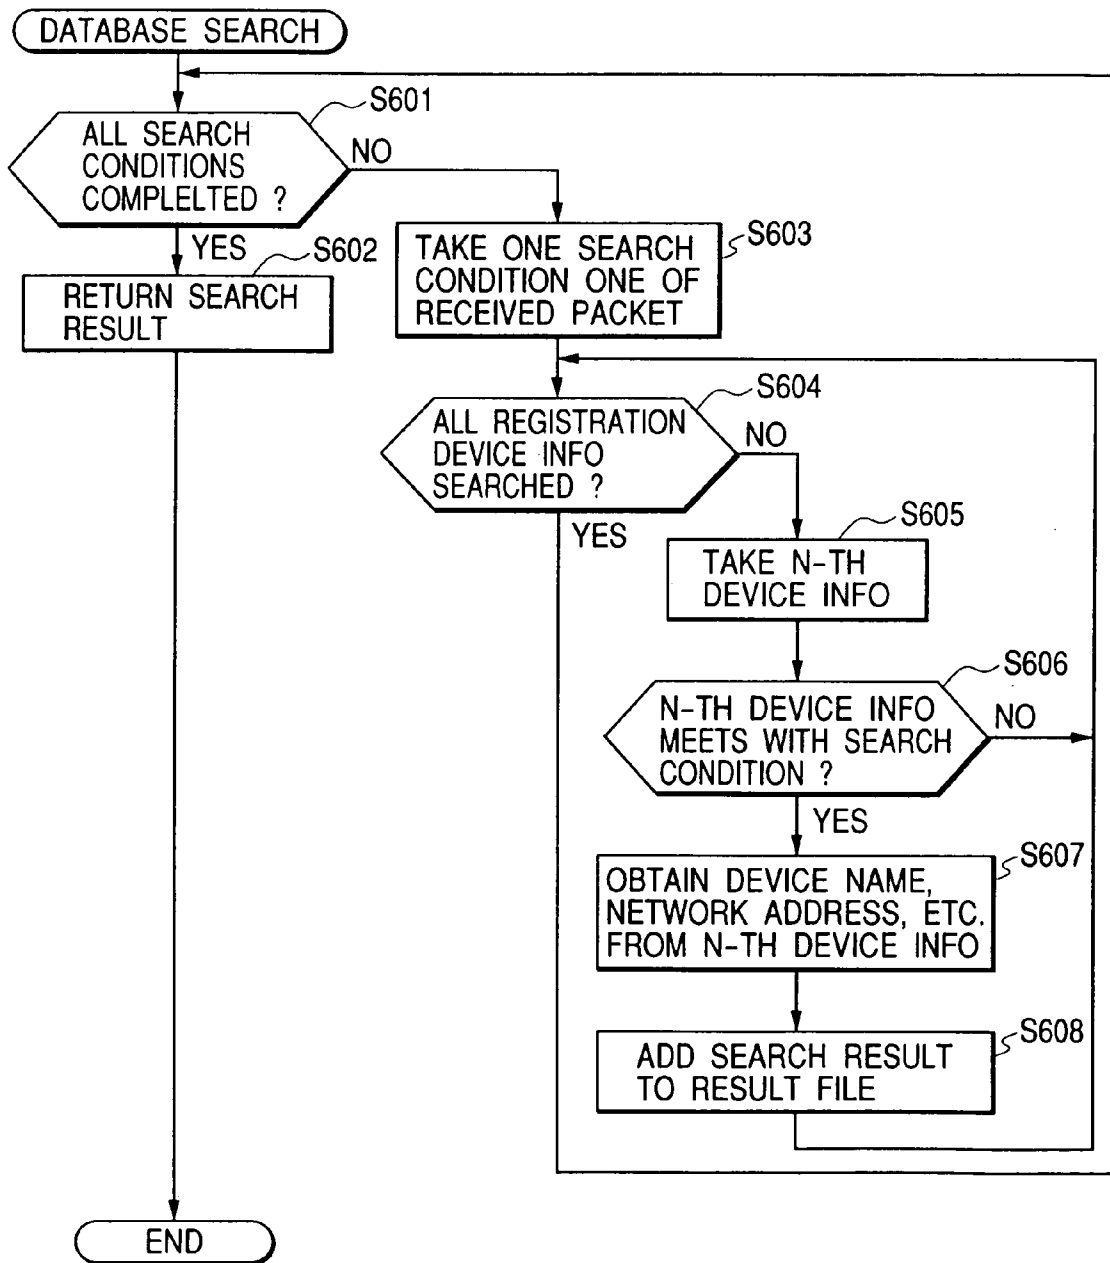 DATABASE SEARCH
S601
ALL SEARCH
CONDITIONS
COMPLELTED ?
NO
YES
S602
RETURN SEARCH
RESULT
S603
TAKE ONE SEARCH
CONDITION ONE OF
RECEIVED PACKET
S604
ALL REGISTRATION
DEVICE INFO
SEARCHED ?
NO
YES
S605
TAKE N-TH
DEVICE INFO
S606
N-TH DEVICE INFO
MEETS WITH SEARCH
CONDITION ?
NO
YES
S607
OBTAIN DEVICE NAME,
NETWORK ADDRESS, ETC.
FROM N-TH DEVICE INFO
S608
ADD SEARCH RESULT
TO RESULT FILE
END